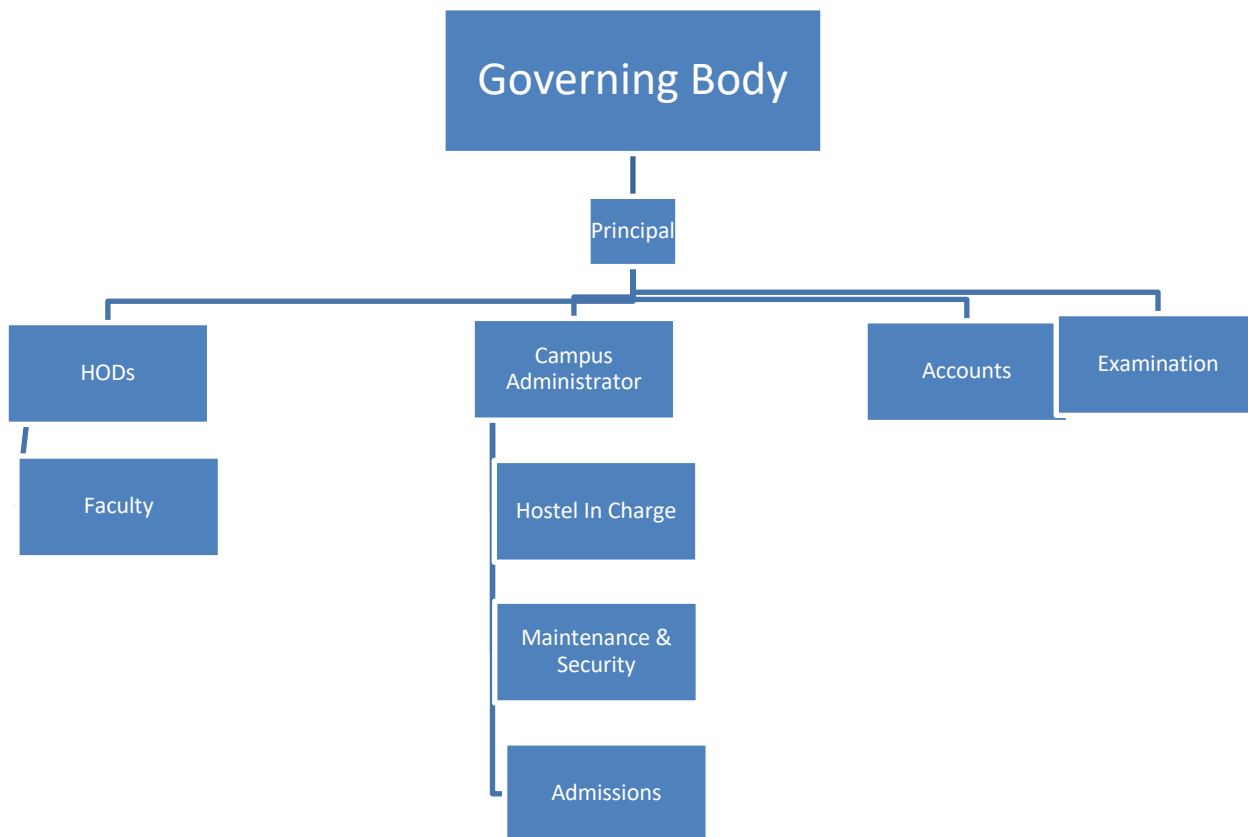 Governing Body
Principal
HODs
Campus
Administrator
Accounts
Examination
Faculty
Hostel In Charge
Maintenance &
Security
Admissions